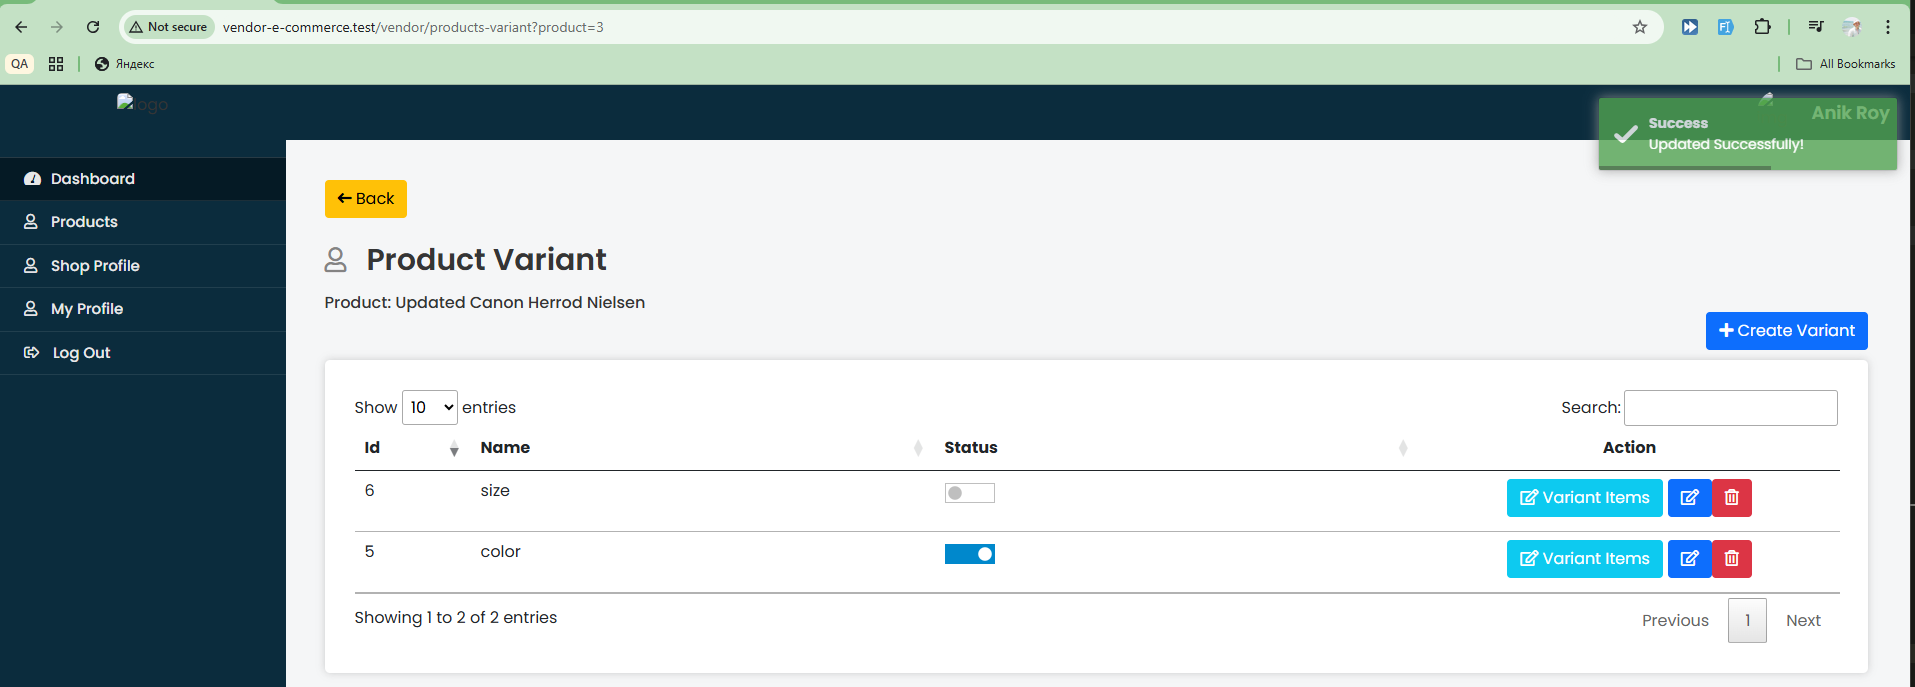 Not secure vendor-e-commerce.test/vendor/products-variant?product=3
QA Яндекс All Bookmarks
logo
Anik Roy
Success
Updated Successfully!
Dashboard
Products
Shop Profile
My Profile
Log Out
Back
Product Variant
Product: Updated Canon Herrod Nielsen
Create Variant
Show 10 entries Search:
Id Name Status Action
6 size Variant Items
5 color Variant Items
Showing 1 to 2 of 2 entries Previous 1 Next